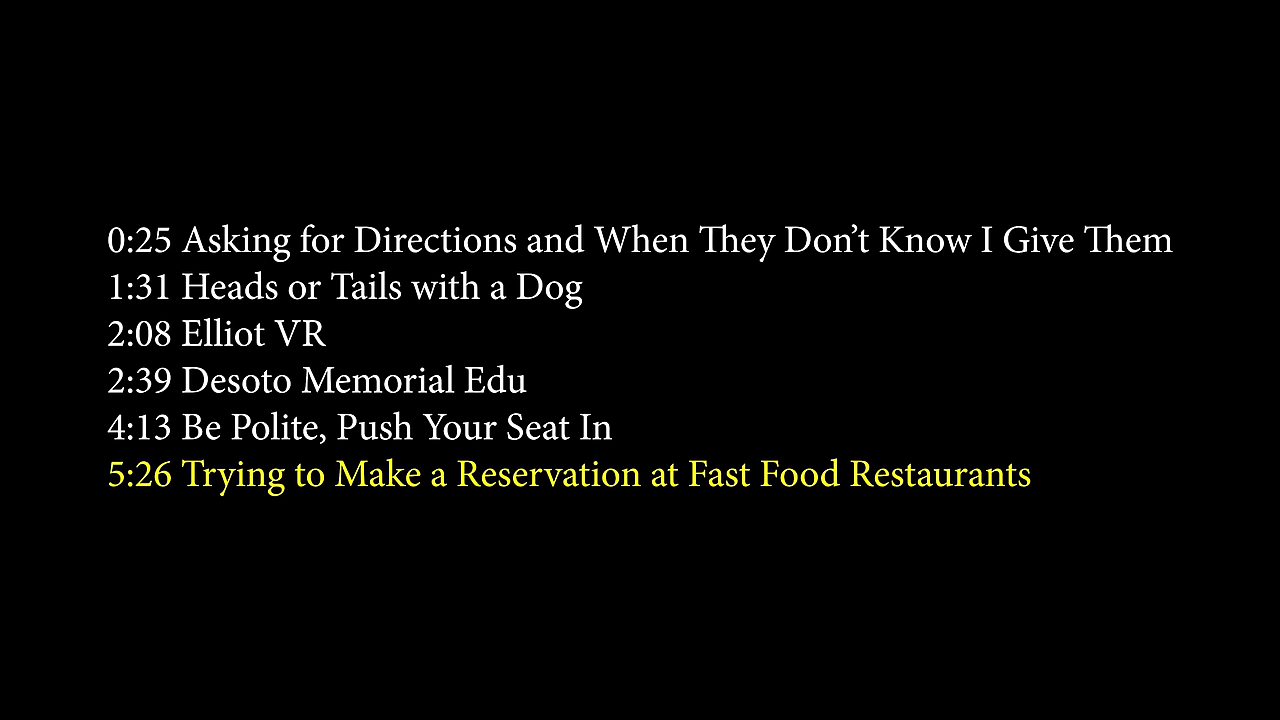 0:25 Asking for Directions and When They Don’t Know I Give Them
1:31 Heads or Tails with a Dog
2:08 Elliot VR
2:39 Desoto Memorial Edu
4:13 Be Polite, Push Your Seat In
5:26 Trying to Make a Reservation at Fast Food Restaurants